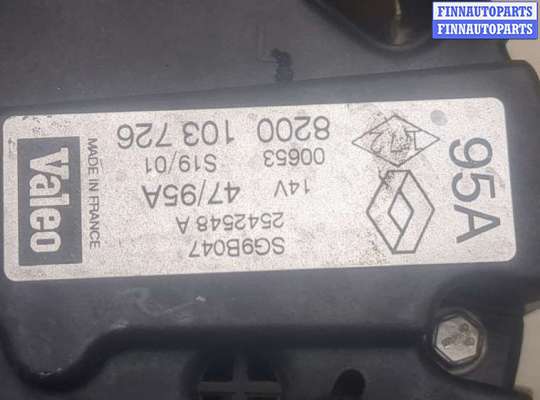 FINNAUTOPARTS
FINNAUTOPARTS
95A
SG9B047
2542548 A
14V 47/95A
00653 S19/01
8200 103 726
Valeo
MADE IN FRANCE